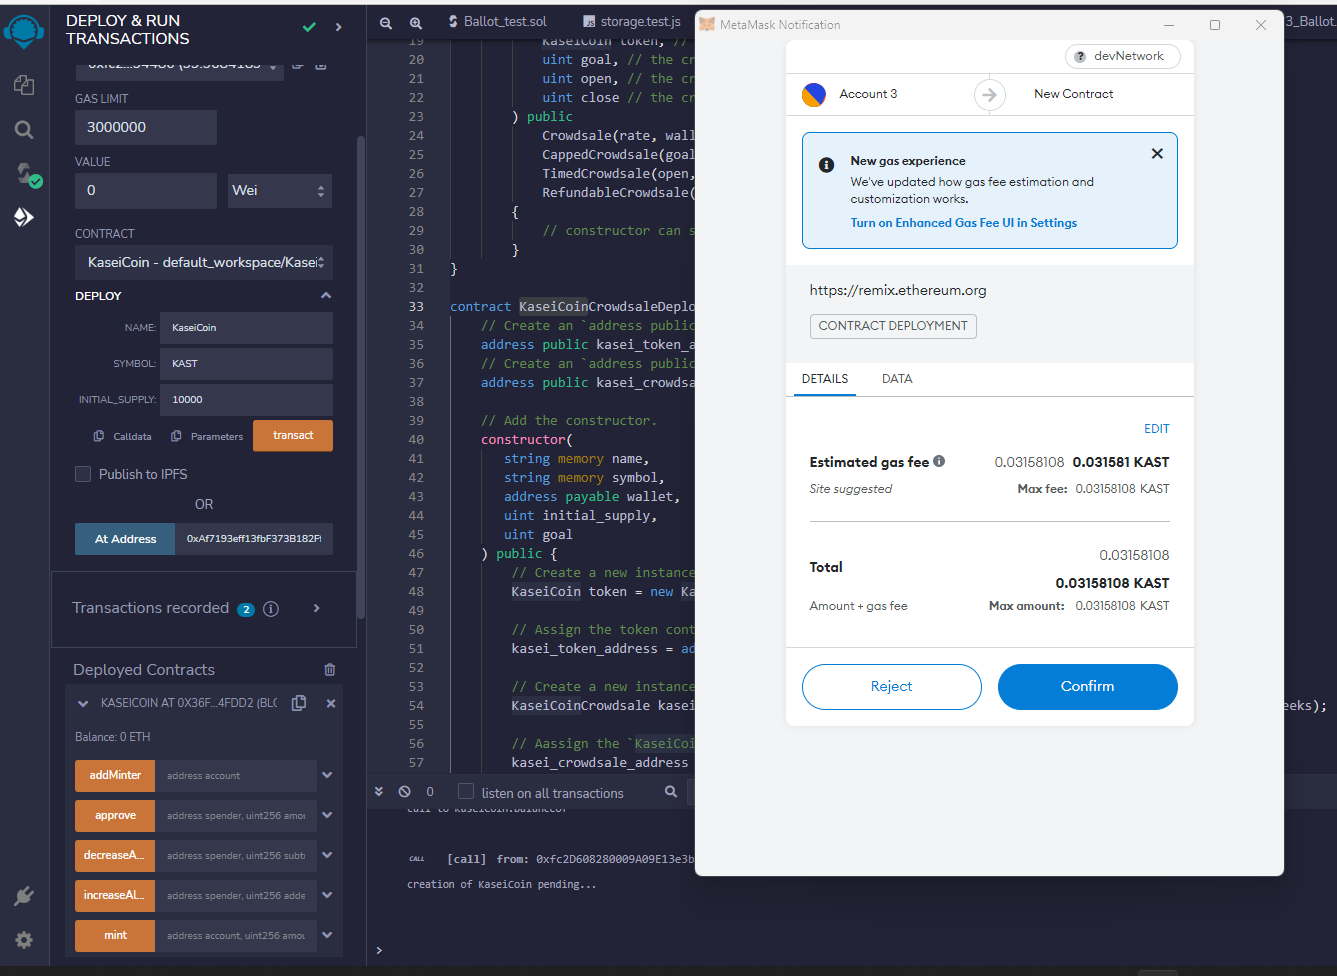 DEPLOY & RUN
TRANSACTIONS
GAS LIMIT
3000000
VALUE
0
Wei
CONTRACT
KaseiCoin - default_workspace/Kasei
DEPLOY
NAME:
KaseiCoin
SYMBOL:
KAST
INITIAL_SUPPLY:
10000
Calldata
Parameters
transact
Publish to IPFS
OR
At Address
0xAf7193eff13fbF373B182F
Transactions recorded
2
Deployed Contracts
KASEICOIN AT 0X36F...4FDD2 (BLO
Balance: 0 ETH
addMinter
address account
approve
address spender, uint256 amou
decreaseA...
address spender, uint256 subt
increaseAl...
address spender, uint256 adde
mint
address account, uint256 amou
Ballot_test.sol
storage.test.js
3_Ballot.
19 KaseiCoin token, //
20 uint goal, // the cr
21 uint open, // the cr
22 uint close // the cr
23 ) public
24 Crowdsale(rate, wall
25 CappedCrowdsale(goal
26 TimedCrowdsale(open,
27 RefundableCrowdsale(
28 {
29 // constructor can s
30 }
31 }
32
33 contract KaseiCoinCrowdsaleDeplo
34 // Create an `address public
35 address public kasei_token_a
36 // Create an `address public
37 address public kasei_crowdsa
38
39 // Add the constructor.
40 constructor(
41 string memory name,
42 string memory symbol,
43 address payable wallet,
44 uint initial_supply,
45 uint goal
46 ) public {
47 // Create a new instance
48 KaseiCoin token = new Ka
49
50 // Assign the token cont
51 kasei_token_address = ad
52
53 // Create a new instance
54 KaseiCoinCrowdsale kasei
eeks);
55
56 // Aassign the `KaseiCoi
57 kasei_crowdsale_address
0
listen on all transactions
call to KaseiCoin.balanceOf
CALL [call] from: 0xfc2D608280009A09E13e3b
creation of KaseiCoin pending...
>
MetaMask Notification
devNetwork
Account 3
New Contract
New gas experience
We've updated how gas fee estimation and
customization works.
Turn on Enhanced Gas Fee UI in Settings
https://remix.ethereum.org
CONTRACT DEPLOYMENT
DETAILS
DATA
EDIT
Estimated gas fee
0.03158108 0.031581 KAST
Site suggested
Max fee: 0.03158108 KAST
0.03158108
Total
0.03158108 KAST
Amount + gas fee
Max amount: 0.03158108 KAST
Reject
Confirm